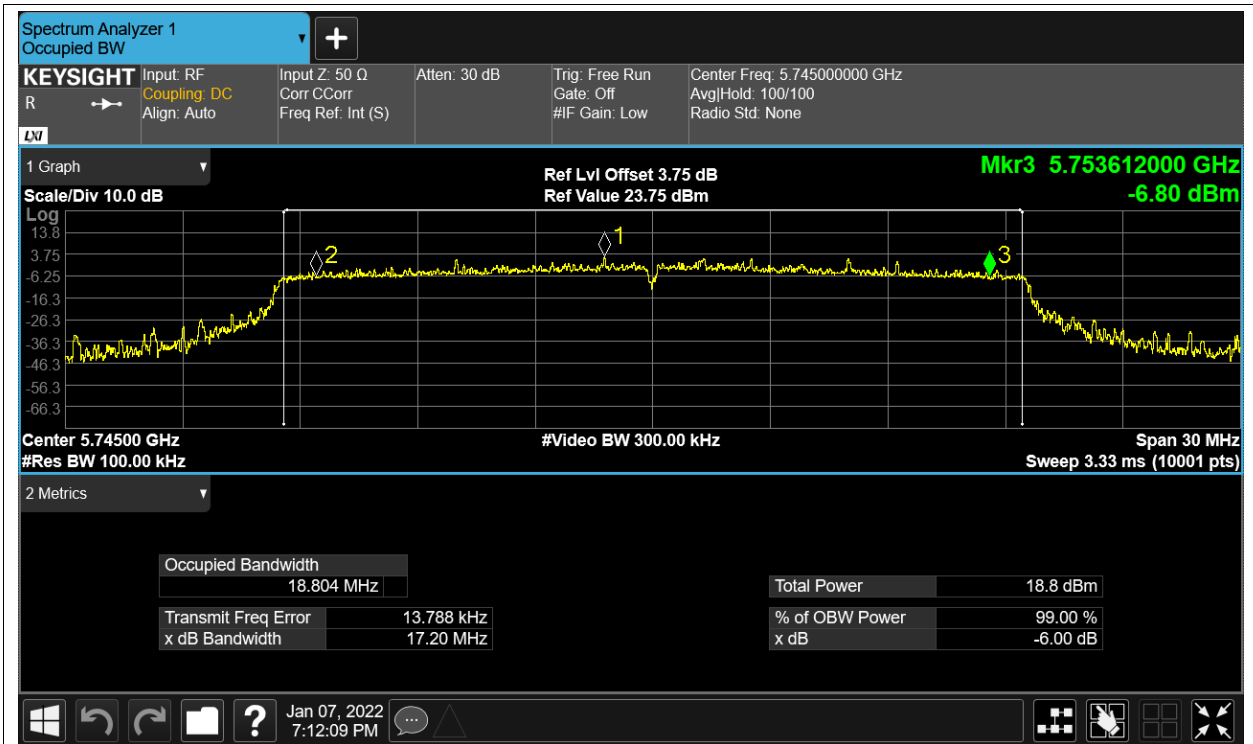 Spectrum Analyzer 1
Occupied BW
KEYSIGHT
R
LXI
Input: RF
Coupling: DC
Align: Auto
Input Z: 50 Ω
Corr CCorr
Freq Ref: Int (S)
Atten: 30 dB
Trig: Free Run
Gate: Off
#IF Gain: Low
Center Freq: 5.745000000 GHz
Avg|Hold: 100/100
Radio Std: None
1 Graph
Scale/Div 10.0 dB
Ref Lvl Offset 3.75 dB
Ref Value 23.75 dBm
Mkr3 5.753612000 GHz
-6.80 dBm
Log
13.8
3.75
-6.25
-16.3
-26.3
-36.3
-46.3
-56.3
-66.3
2
1
3
Center 5.74500 GHz
#Res BW 100.00 kHz
#Video BW 300.00 kHz
Span 30 MHz
Sweep 3.33 ms (10001 pts)
2 Metrics
Occupied Bandwidth
18.804 MHz
Transmit Freq Error 13.788 kHz
x dB Bandwidth 17.20 MHz
Total Power 18.8 dBm
% of OBW Power 99.00 %
x dB -6.00 dB
?
Jan 07, 2022
7:12:09 PM